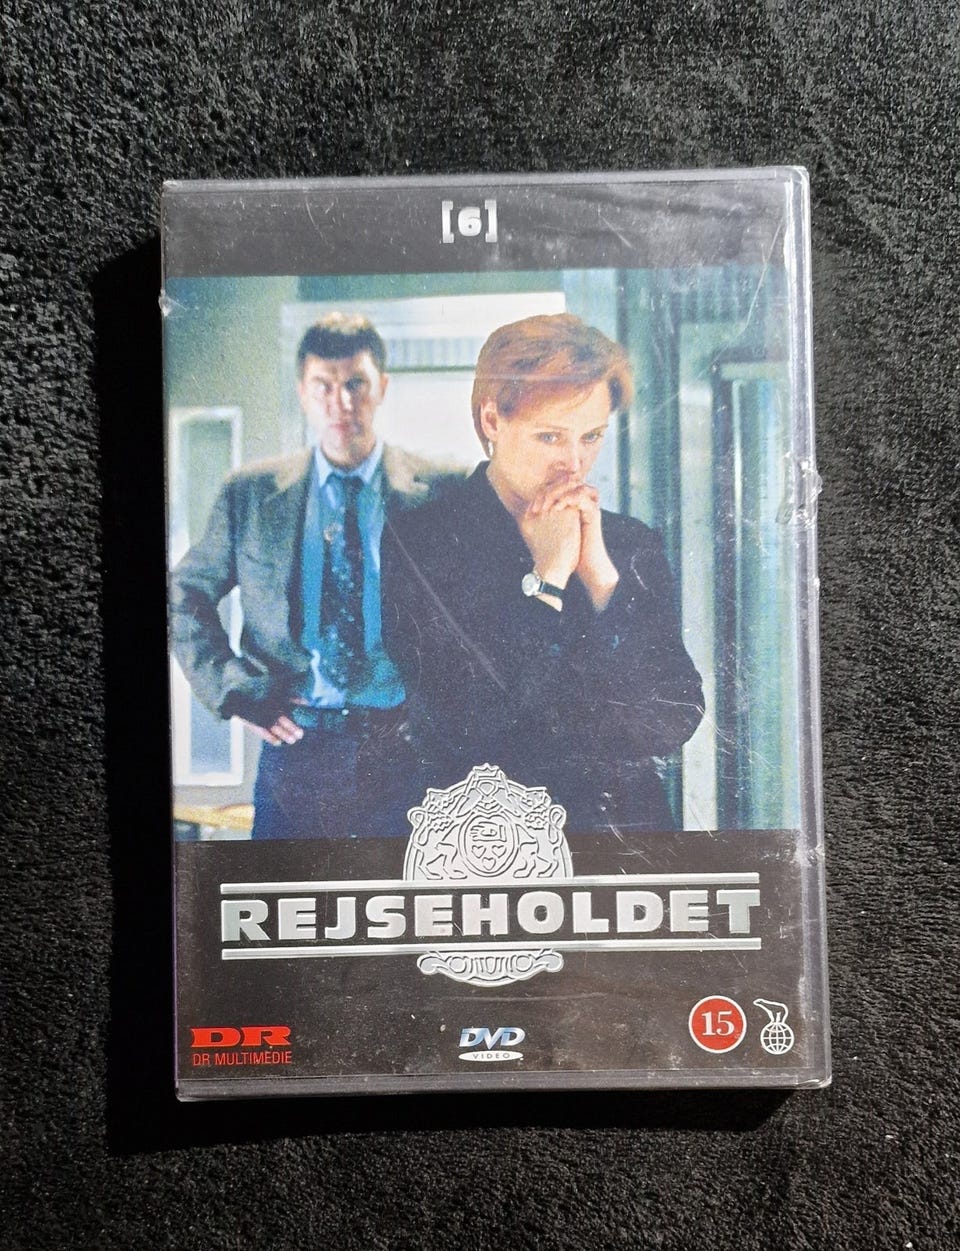 [6]
REJSEHOLDET
DR
DR MULTIMEDIE
DVD
VIDEO
15